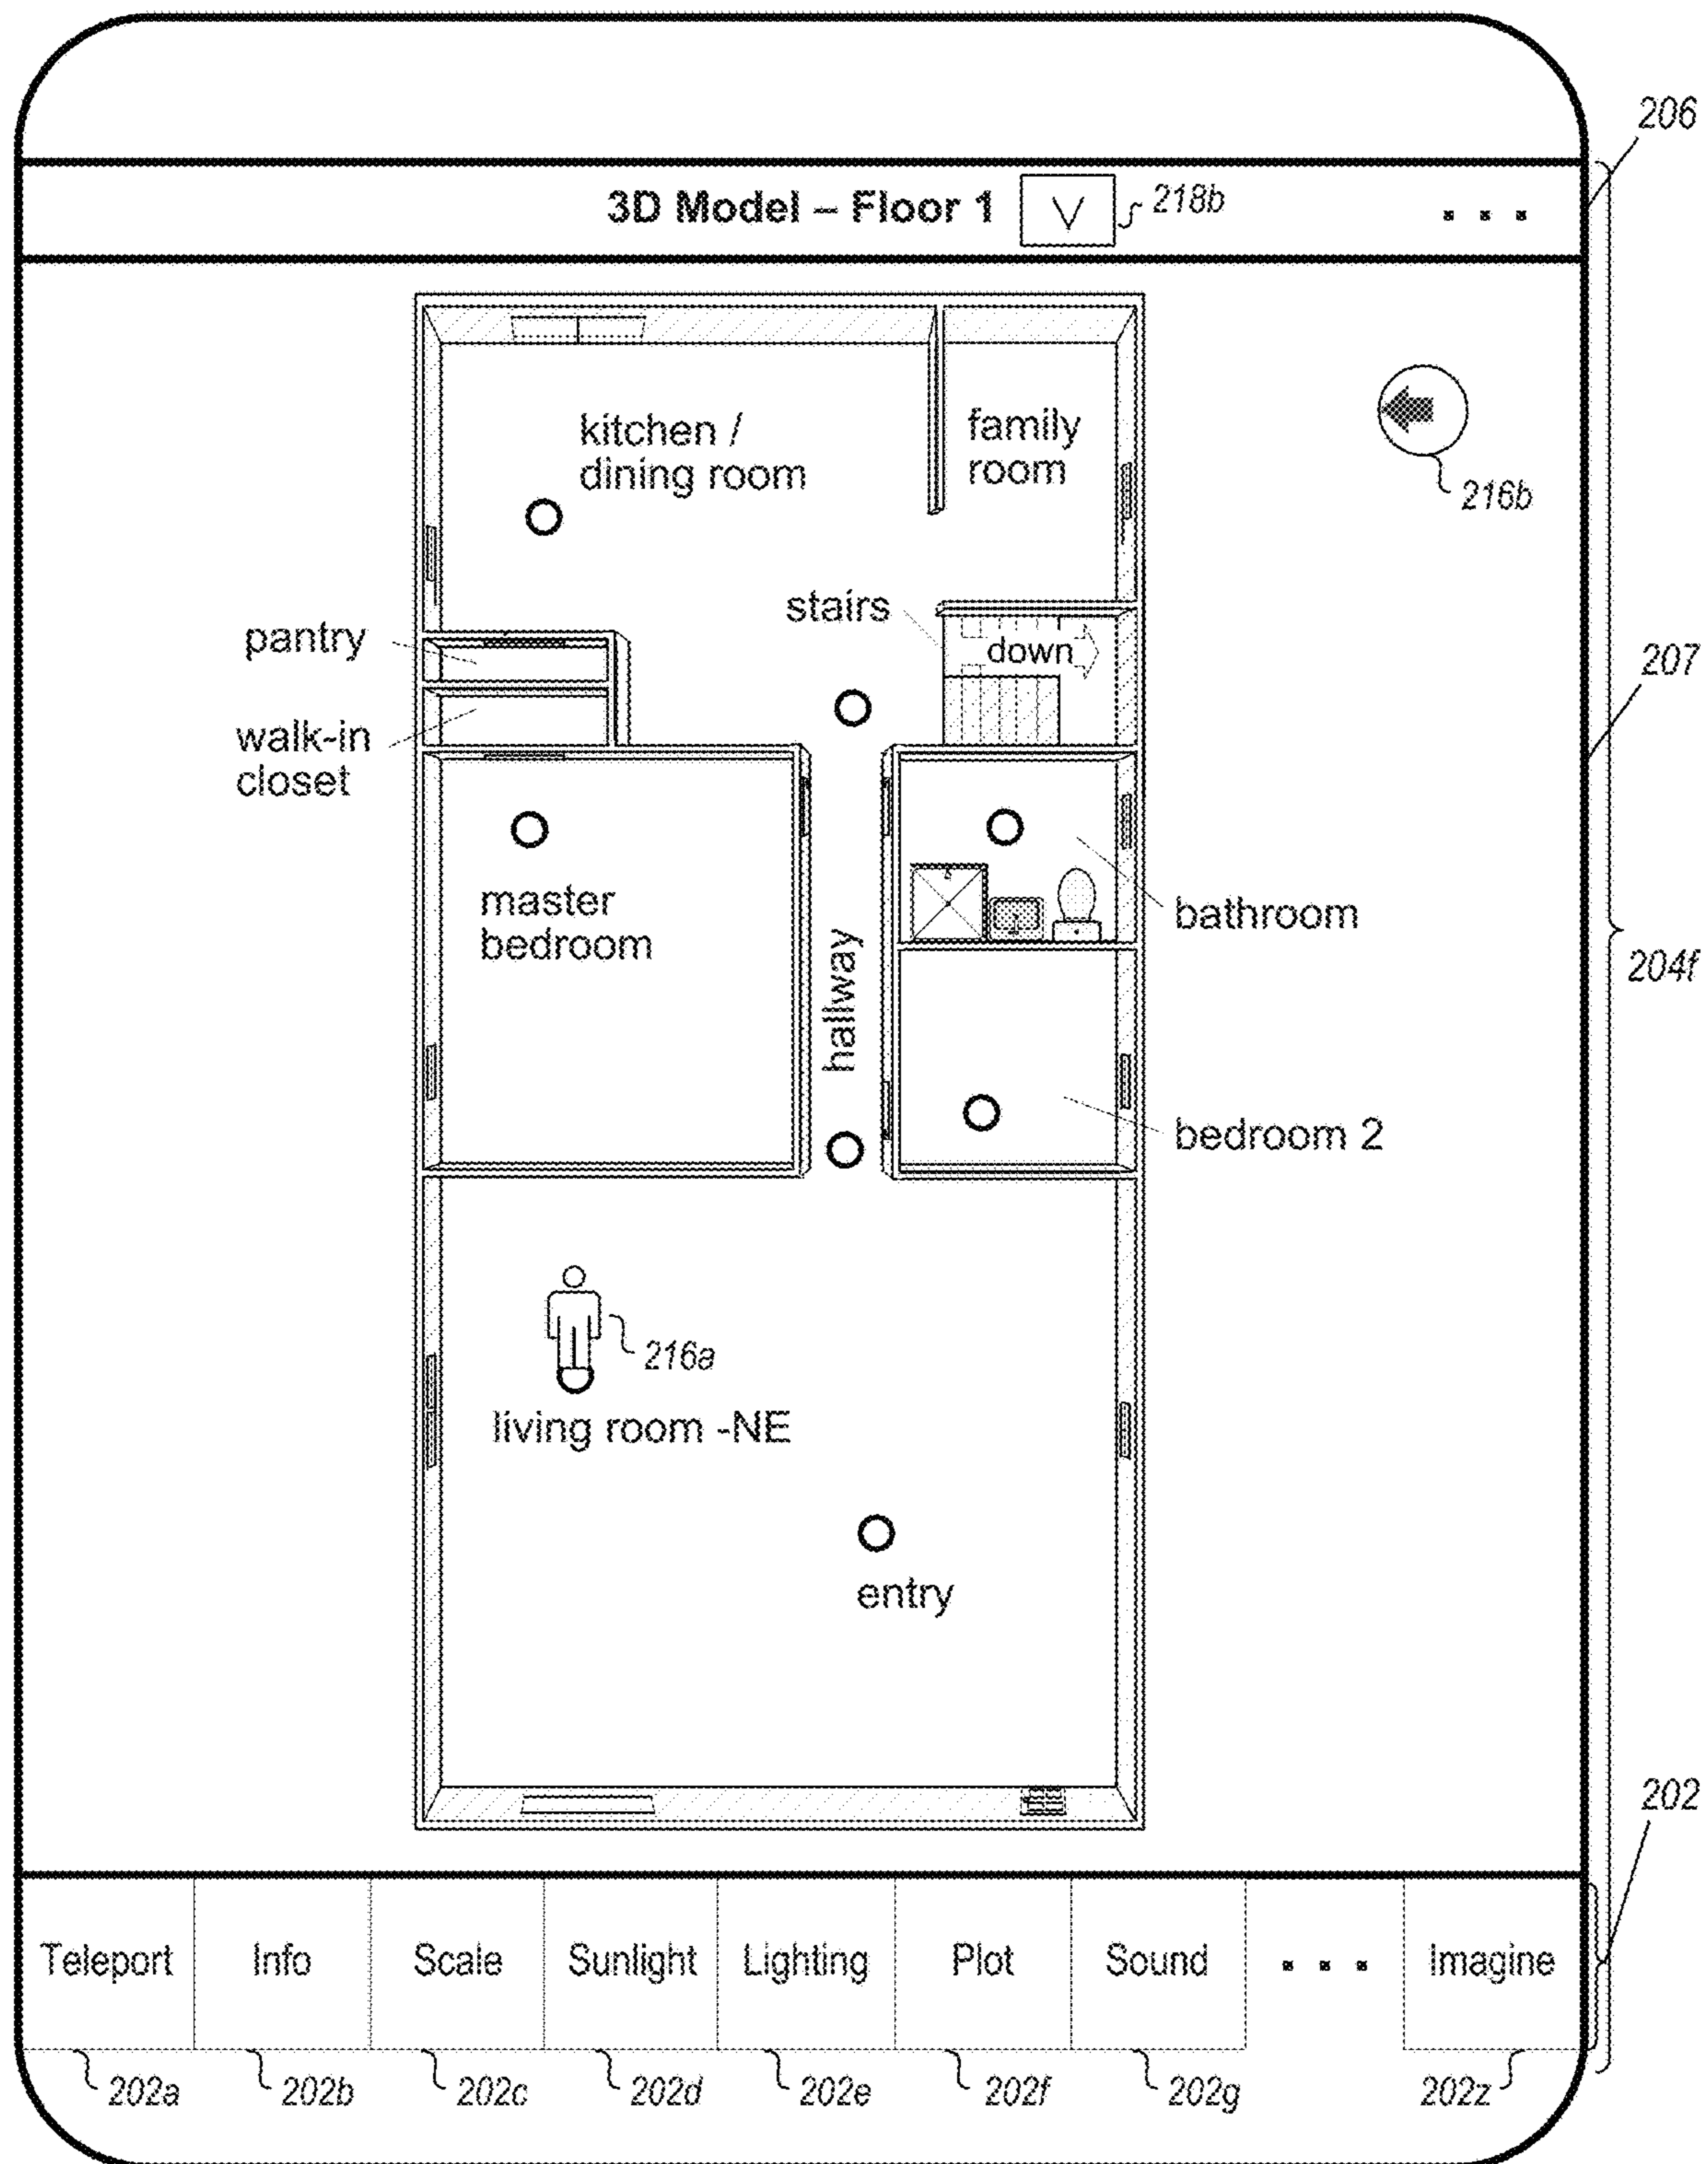 206
3D Model – Floor 1
V
218b
. . .
kitchen /
dining room
family
room
216b
stairs
down
pantry
207
walk-in
closet
master
bedroom
hallway
bathroom
204f
bedroom 2
216a
living room -NE
entry
202
Teleport
Info
Scale
Sunlight
Lighting
Plot
Sound
. . .
Imagine
202a
202b
202c
202d
202e
202f
202g
202z